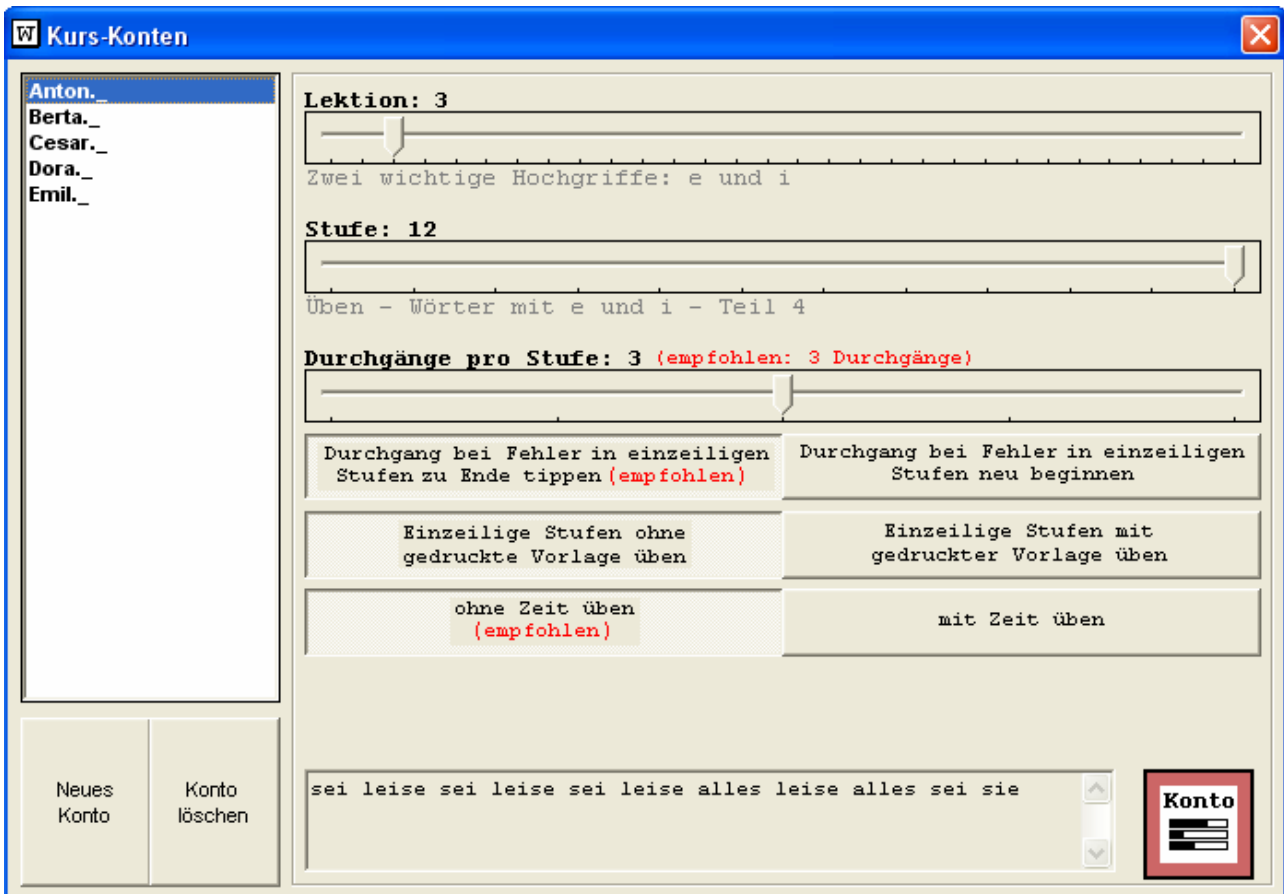 W Kurs-Konten
Anton._
Berta._
Cesar._
Dora._
Emil._
Neues
Konto
Konto
löschen
Lektion: 3
Zwei wichtige Hochgriffe: e und i
Stufe: 12
Üben - Wörter mit e und i - Teil 4
Durchgänge pro Stufe: 3 (empfohlen: 3 Durchgänge)
Durchgang bei Fehler in einzeiligen
Stufen zu Ende tippen (empfohlen)
Durchgang bei Fehler in einzeiligen
Stufen neu beginnen
Einzeilige Stufen ohne
gedruckte Vorlage üben
Einzeilige Stufen mit
gedruckter Vorlage üben
ohne Zeit üben
(empfohlen)
mit Zeit üben
sei leise sei leise sei leise alles leise alles sei sie
Konto